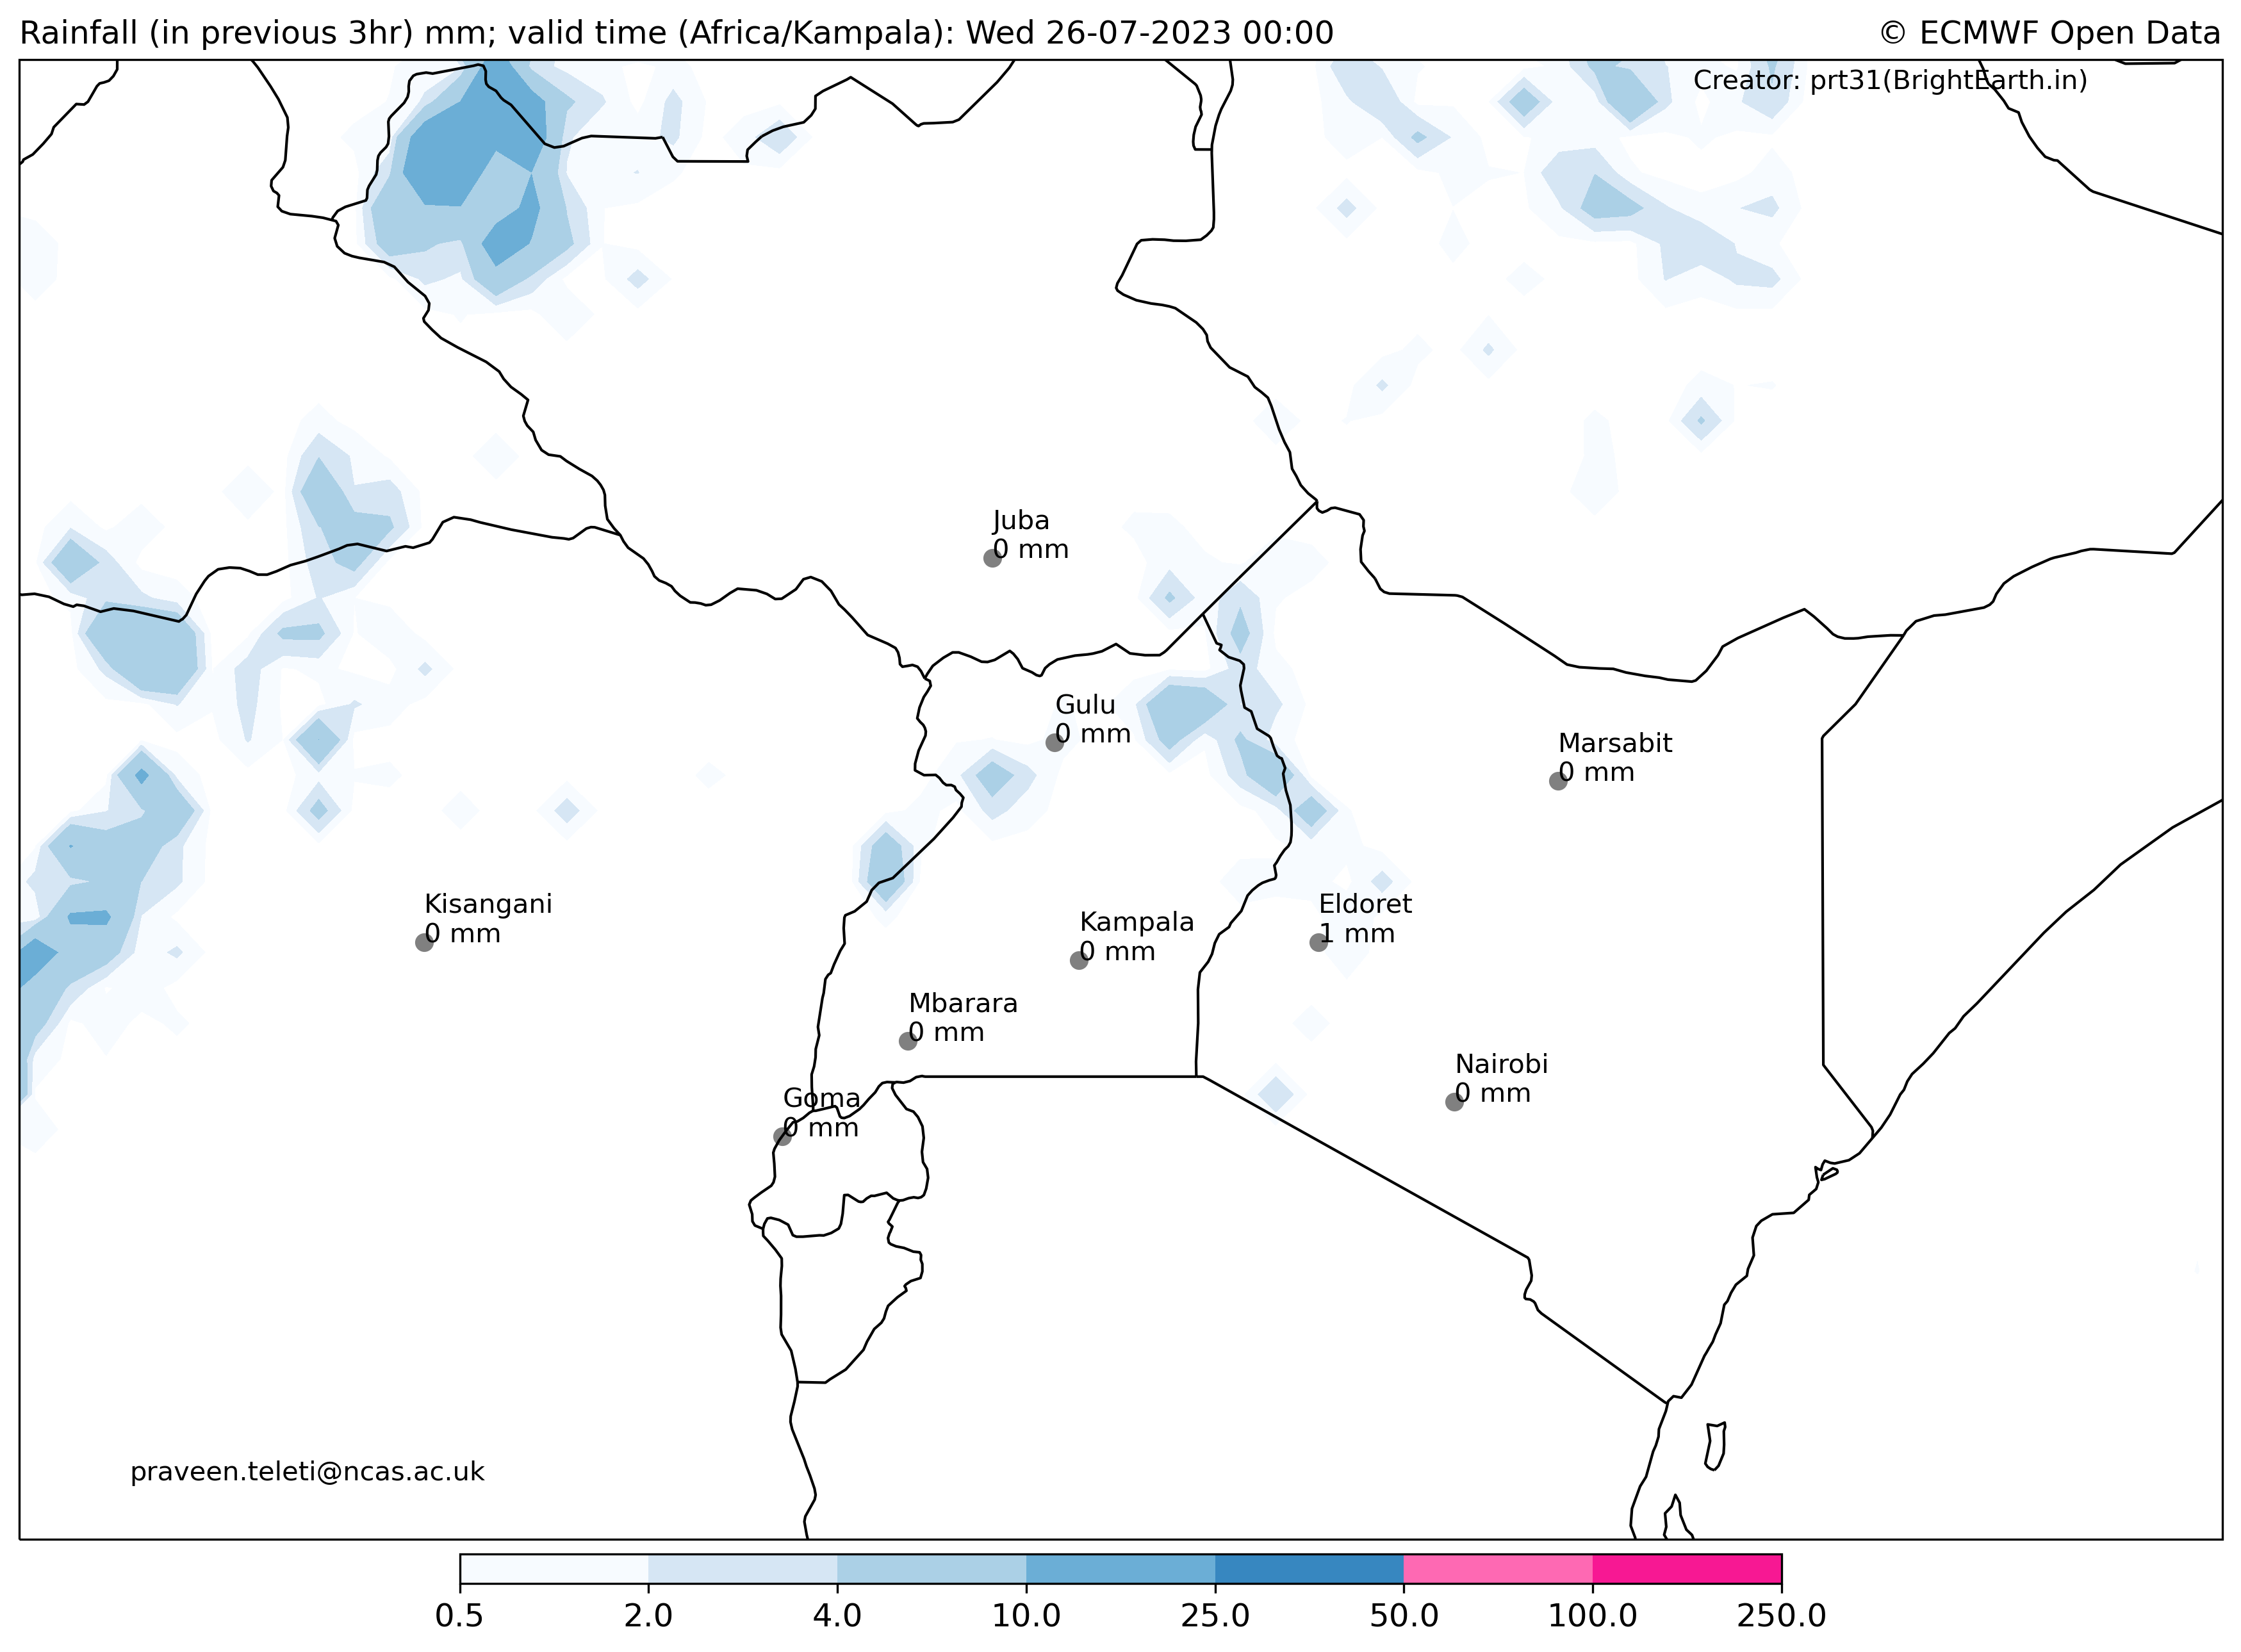 Rainfall (in previous 3hr) mm; valid time (Africa/Kampala): Wed 26-07-2023 00:00
© ECMWF Open Data
Creator: prt31(BrightEarth.in)
Juba
0 mm
Gulu
0 mm
Marsabit
0 mm
Kisangani
0 mm
Eldoret
1 mm
Kampala
0 mm
Mbarara
0 mm
Nairobi
0 mm
Goma
0 mm
praveen.teleti@ncas.ac.uk
0.5 2.0 4.0 10.0 25.0 50.0 100.0 250.0